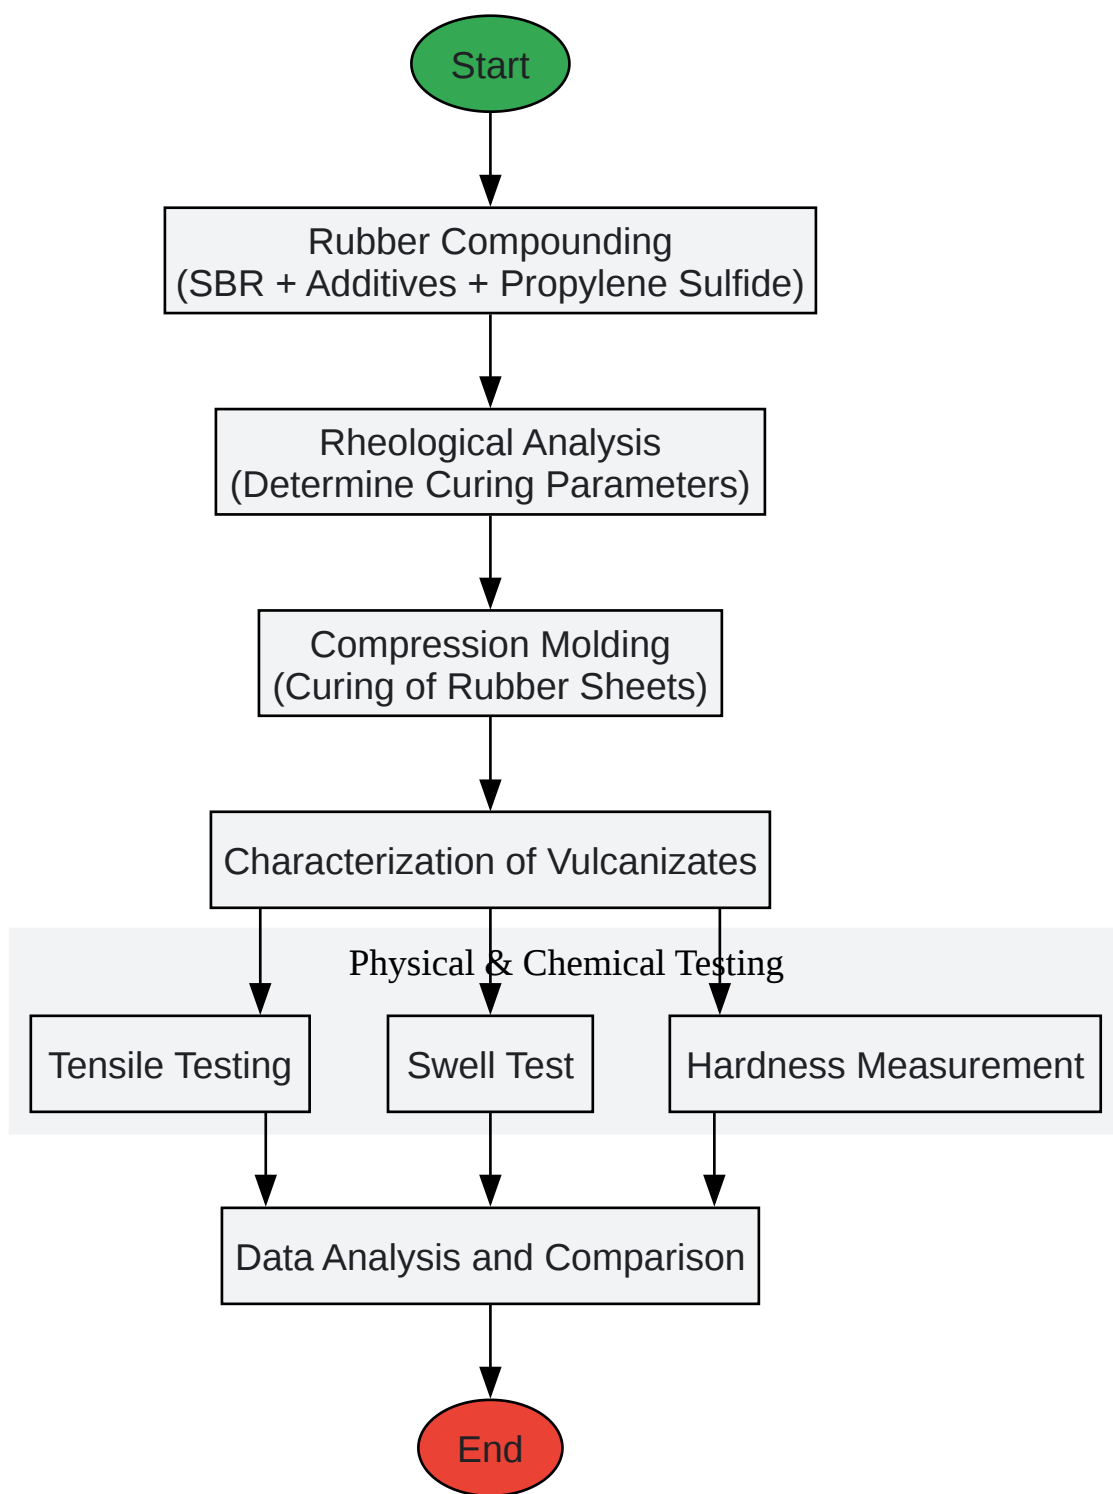 Start
Rubber Compounding
(SBR + Additives + Propylene Sulfide)
Rheological Analysis
(Determine Curing Parameters)
Compression Molding
(Curing of Rubber Sheets)
Characterization of Vulcanizates
Physical & Chemical Testing
Tensile Testing
Swell Test
Hardness Measurement
Data Analysis and Comparison
End